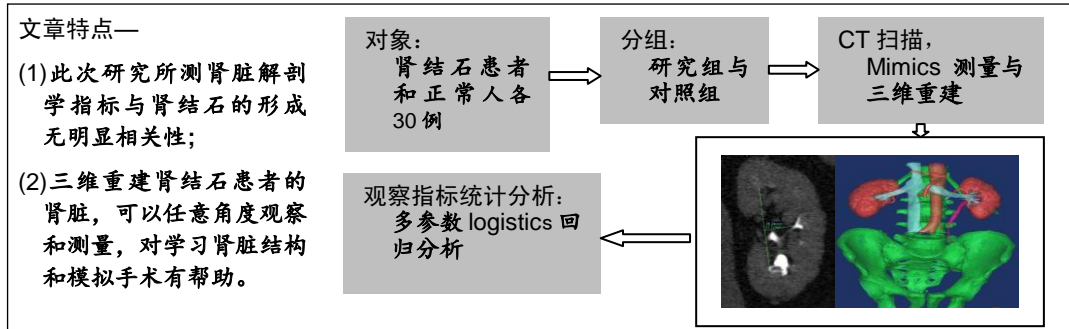 文章特点—
(1)此次研究所测肾脏解剖
学指标与肾结石的形成
无明显相关性；
(2)三维重建肾结石患者的
肾脏，可以任意角度观察
和测量，对学习肾脏结构
和模拟手术有帮助。
对象：
肾结石患者
和正常人各
30 例
分组：
研究组与
对照组
CT 扫描，
Mimics 测量与
三维重建
观察指标统计分析：
多参数 logistics 回
归分析